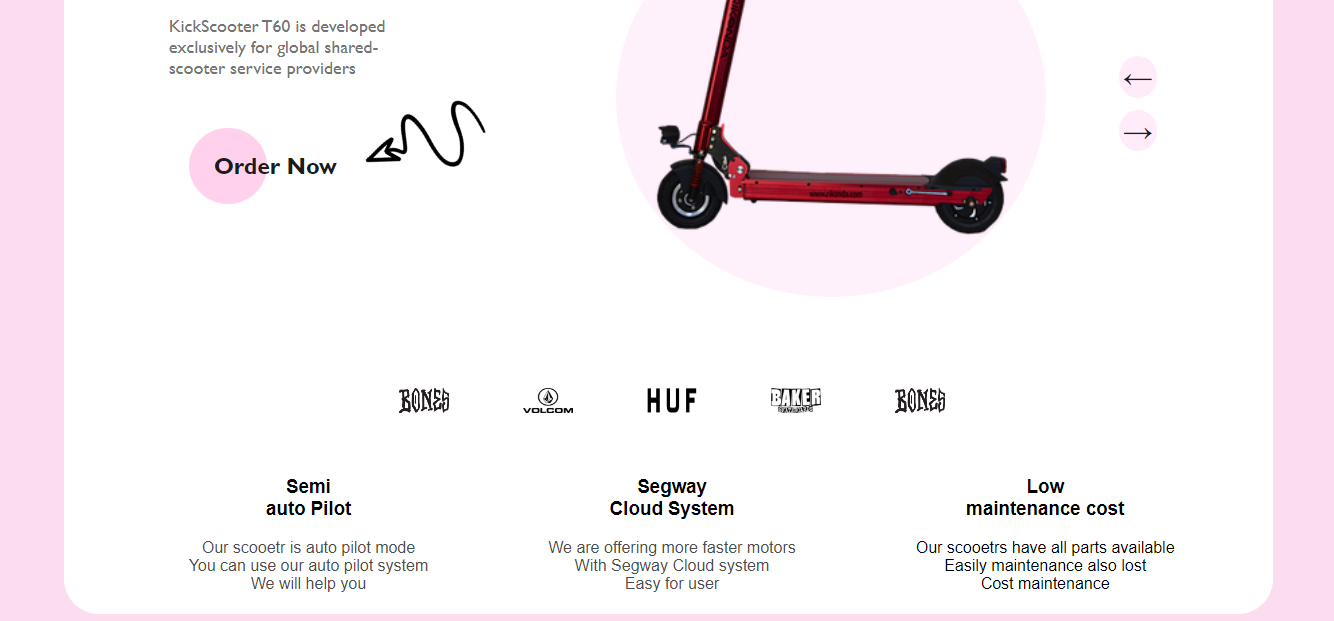 KickScooter T60 is developed
exclusively for global shared-
scooter service providers
Order Now
BONES
VOLCOM
HUF
BAKER
SKATEBOARDS
BONES
Semi
auto Pilot
Segway
Cloud System
Low
maintenance cost
Our scooetr is auto pilot mode
You can use our auto pilot system
We will help you
We are offering more faster motors
With Segway Cloud system
Easy for user
Our scooetrs have all parts available
Easily maintenance also lost
Cost maintenance